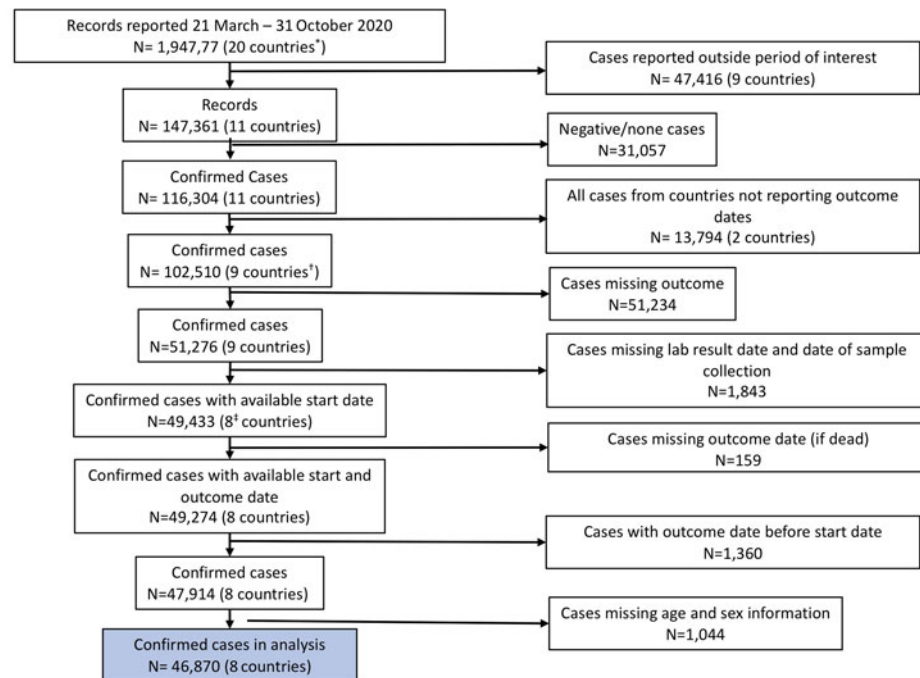 Records reported 21 March – 31 October 2020
N= 1,947,77 (20 countries*)
Cases reported outside period of interest
N= 47,416 (9 countries)
Records
N= 147,361 (11 countries)
Negative/none cases
N=31,057
Confirmed Cases
N= 116,304 (11 countries)
All cases from countries not reporting outcome
dates
N= 13,794 (2 countries)
Confirmed cases
N= 102,510 (9 countries†)
Cases missing outcome
N=51,234
Confirmed cases
N=51,276 (9 countries)
Cases missing lab result date and date of sample
collection
N=1,843
Confirmed cases with available start date
N=49,433 (8‡ countries)
Cases missing outcome date (if dead)
N=159
Confirmed cases with available start and
outcome date
N=49,274 (8 countries)
Cases with outcome date before start date
N=1,360
Confirmed cases
N=47,914 (8 countries)
Cases missing age and sex information
N=1,044
Confirmed cases in analysis
N= 46,870 (8 countries)